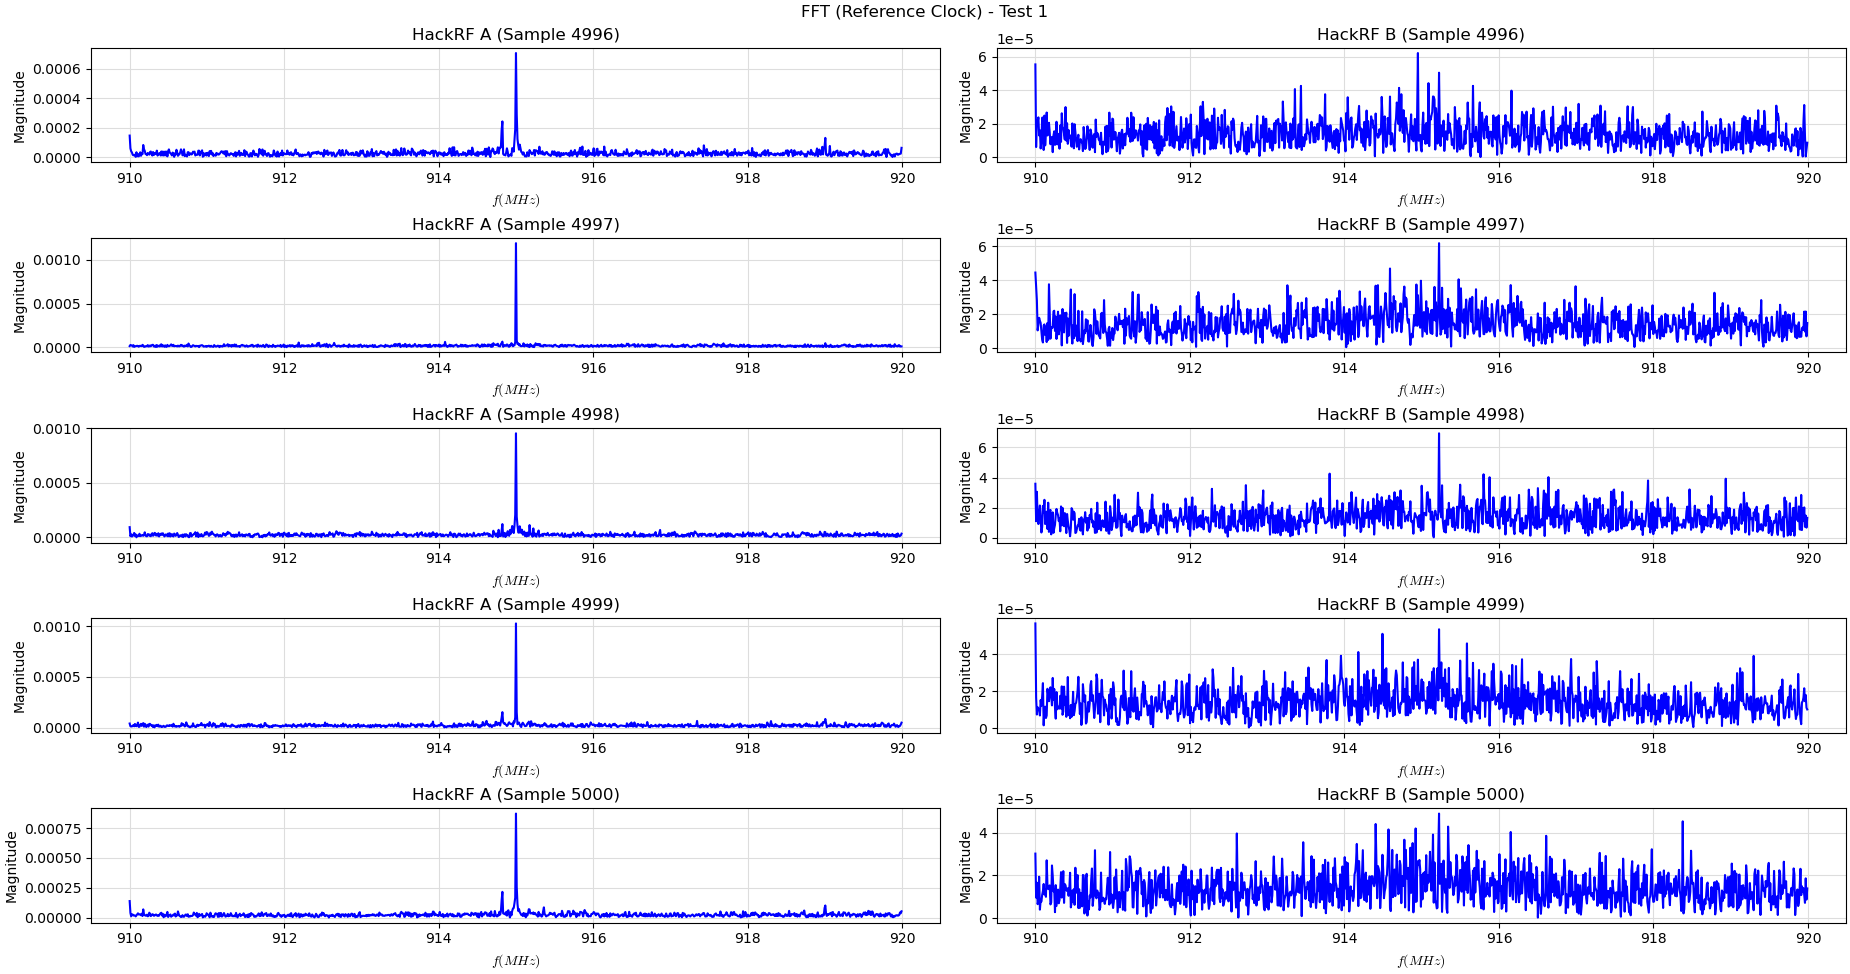 FFT (Reference Clock) - Test 1
HackRF A (Sample 4996)
Magnitude
0.0006
0.0004
0.0002
0.0000
910 912 914 916 918 920
f(MHz)
HackRF B (Sample 4996)
1e−5
Magnitude
6
4
2
0
910 912 914 916 918 920
f(MHz)
HackRF A (Sample 4997)
Magnitude
0.0010
0.0005
0.0000
910 912 914 916 918 920
f(MHz)
HackRF B (Sample 4997)
1e−5
Magnitude
6
4
2
0
910 912 914 916 918 920
f(MHz)
HackRF A (Sample 4998)
Magnitude
0.0010
0.0005
0.0000
910 912 914 916 918 920
f(MHz)
HackRF B (Sample 4998)
1e−5
Magnitude
6
4
2
0
910 912 914 916 918 920
f(MHz)
HackRF A (Sample 4999)
Magnitude
0.0010
0.0005
0.0000
910 912 914 916 918 920
f(MHz)
HackRF B (Sample 4999)
1e−5
Magnitude
4
2
0
910 912 914 916 918 920
f(MHz)
HackRF A (Sample 5000)
Magnitude
0.00075
0.00050
0.00025
0.00000
910 912 914 916 918 920
f(MHz)
HackRF B (Sample 5000)
1e−5
Magnitude
4
2
0
910 912 914 916 918 920
f(MHz)